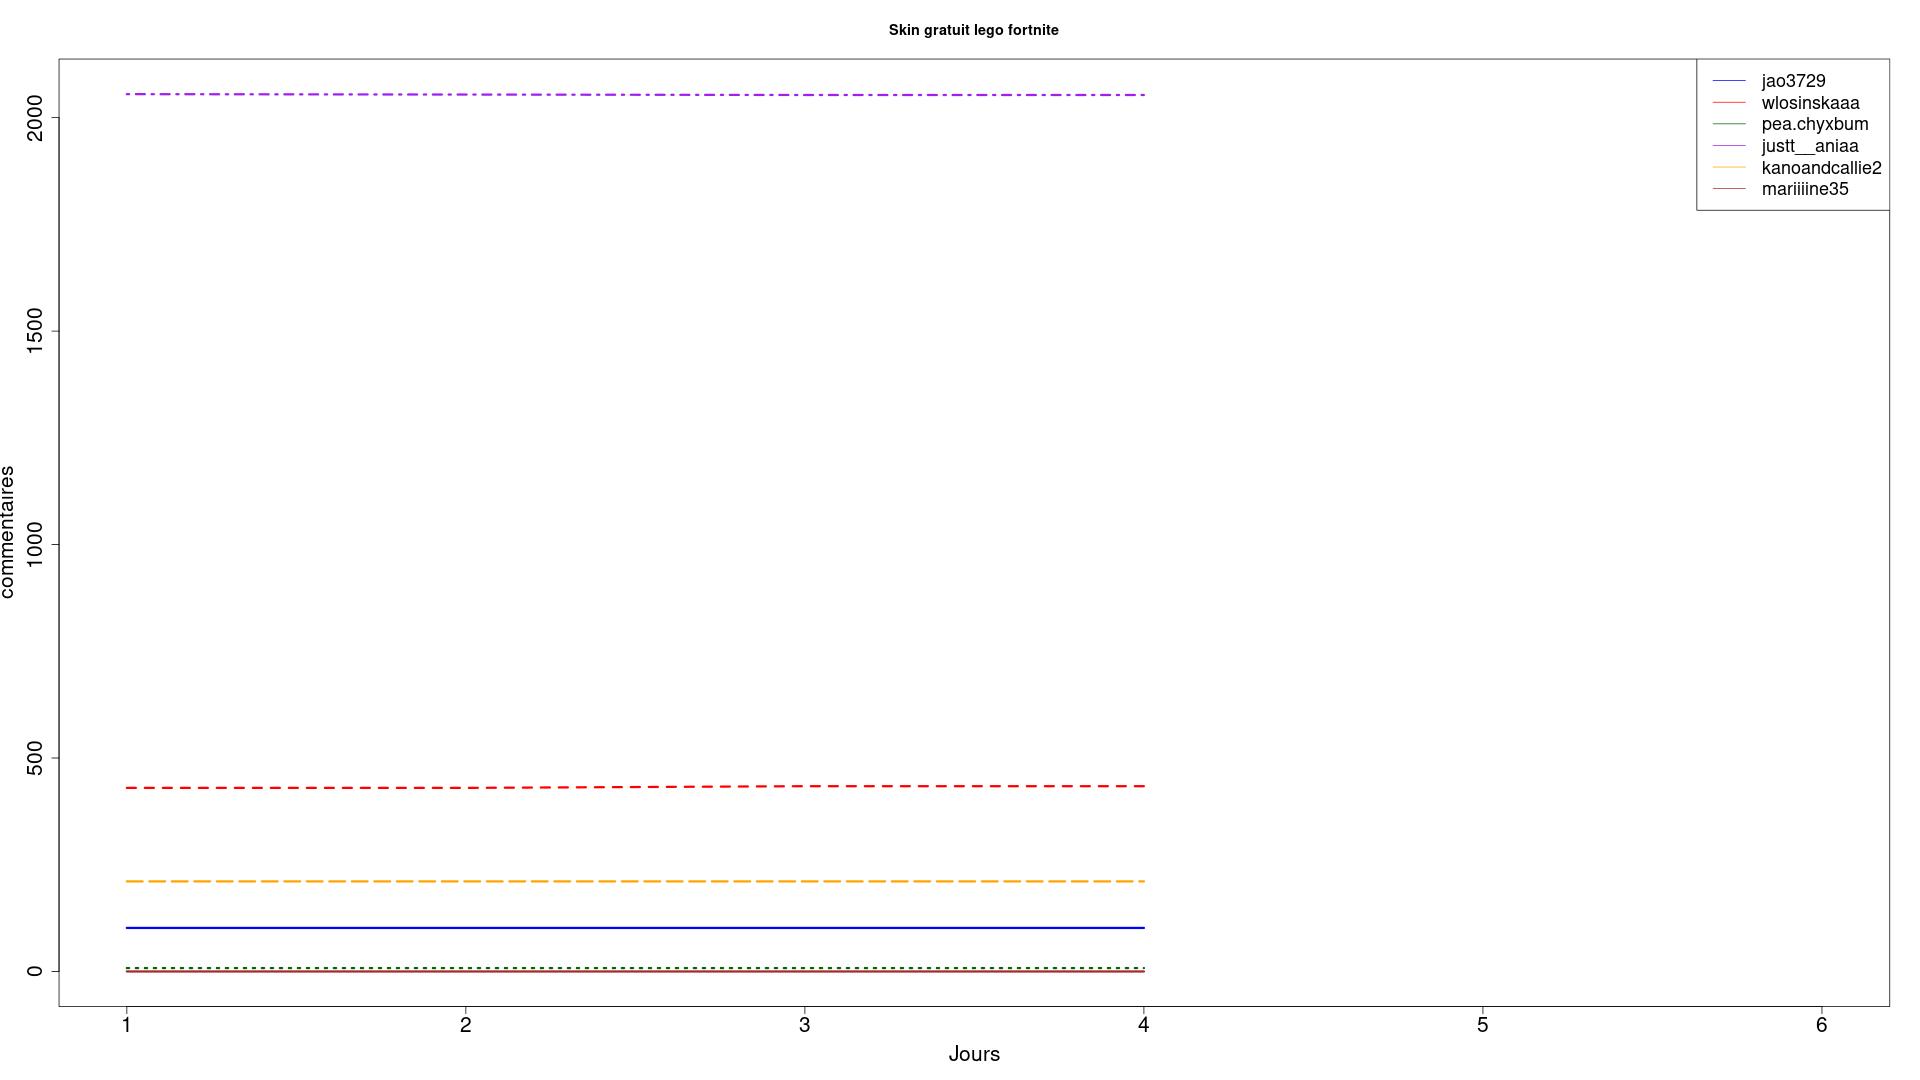 Skin gratuit lego fortnite
jao3729
wlosinskaaa
pea.chyxbum
justt__aniaa
kanoandcallie2
mariiiine35
commentaires
2000
1500
1000
500
0
1 2 3 4 5 6
Jours